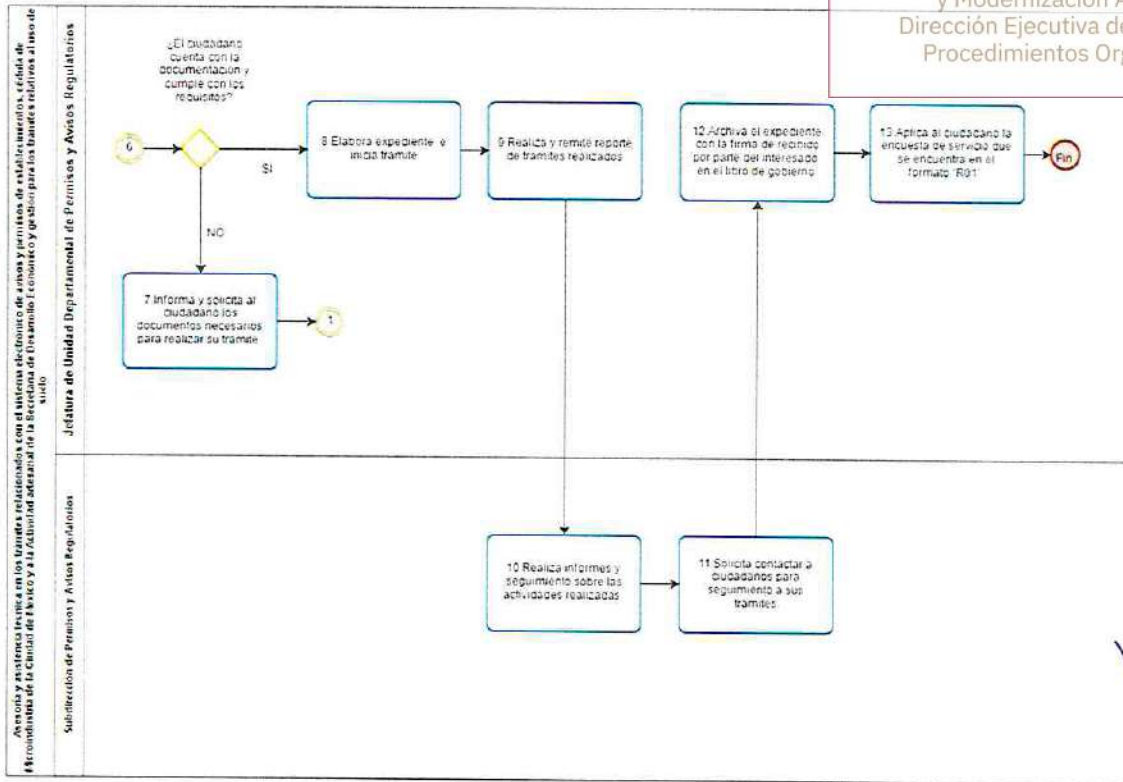 y Modernización A
Dirección Ejecutiva de
Procedimientos Org
Asesoría y asistencia técnica en los trámites relacionados con el sistema electrónico de avisos y permisos de establecimientos, cédula de
Microindustria de la Ciudad de México y a la Actividad artesanal de la Secretaría de Desarrollo Económico y gestión para los trámites relativos al uso de
suelo
Jefatura de Unidad Departamental de Permisos y Avisos Regulatorios
¿El ciudadano
cuenta con la
documentación y
cumple con los
requisitos?
6
SI
8 Elabora expediente e
inicia trámite
9 Realiza y remite reporte
de trámites realizados
12 Archiva el expediente
con la firma de recibido
por parte del interesado
en el libro de gobierno
13 Aplica al ciudadano la
encuesta de servicio que
se encuentra en el
formato "R01"
Fin
NO
7 Informa y solicita al
ciudadano los
documentos necesarios
para realizar su trámite
1
Subdirección de Permisos y Avisos Regulatorios
10 Realiza informes y
seguimiento sobre las
actividades realizadas
11 Solicita contactar a
ciudadanos para
seguimiento a sus
trámites.